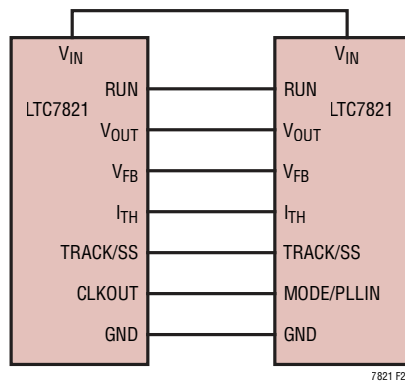 VIN VIN
RUN RUN
LTC7821 LTC7821
VOUT VOUT
VFB VFB
ITH ITH
TRACK/SS TRACK/SS
CLKOUT MODE/PLLIN
GND GND
7821 F2